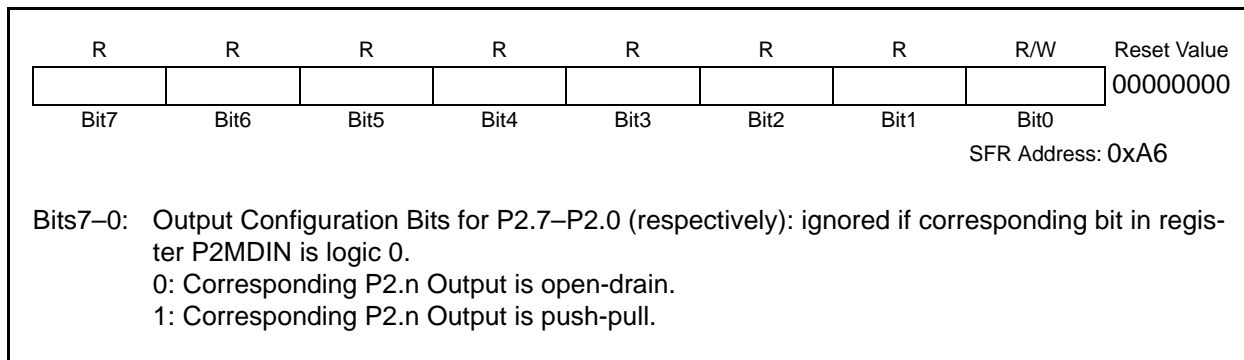 R R R R R R R R/W Reset Value
00000000
Bit7 Bit6 Bit5 Bit4 Bit3 Bit2 Bit1 Bit0
SFR Address: 0xA6
Bits7–0: Output Configuration Bits for P2.7–P2.0 (respectively): ignored if corresponding bit in regis-
ter P2MDIN is logic 0.
0: Corresponding P2.n Output is open-drain.
1: Corresponding P2.n Output is push-pull.